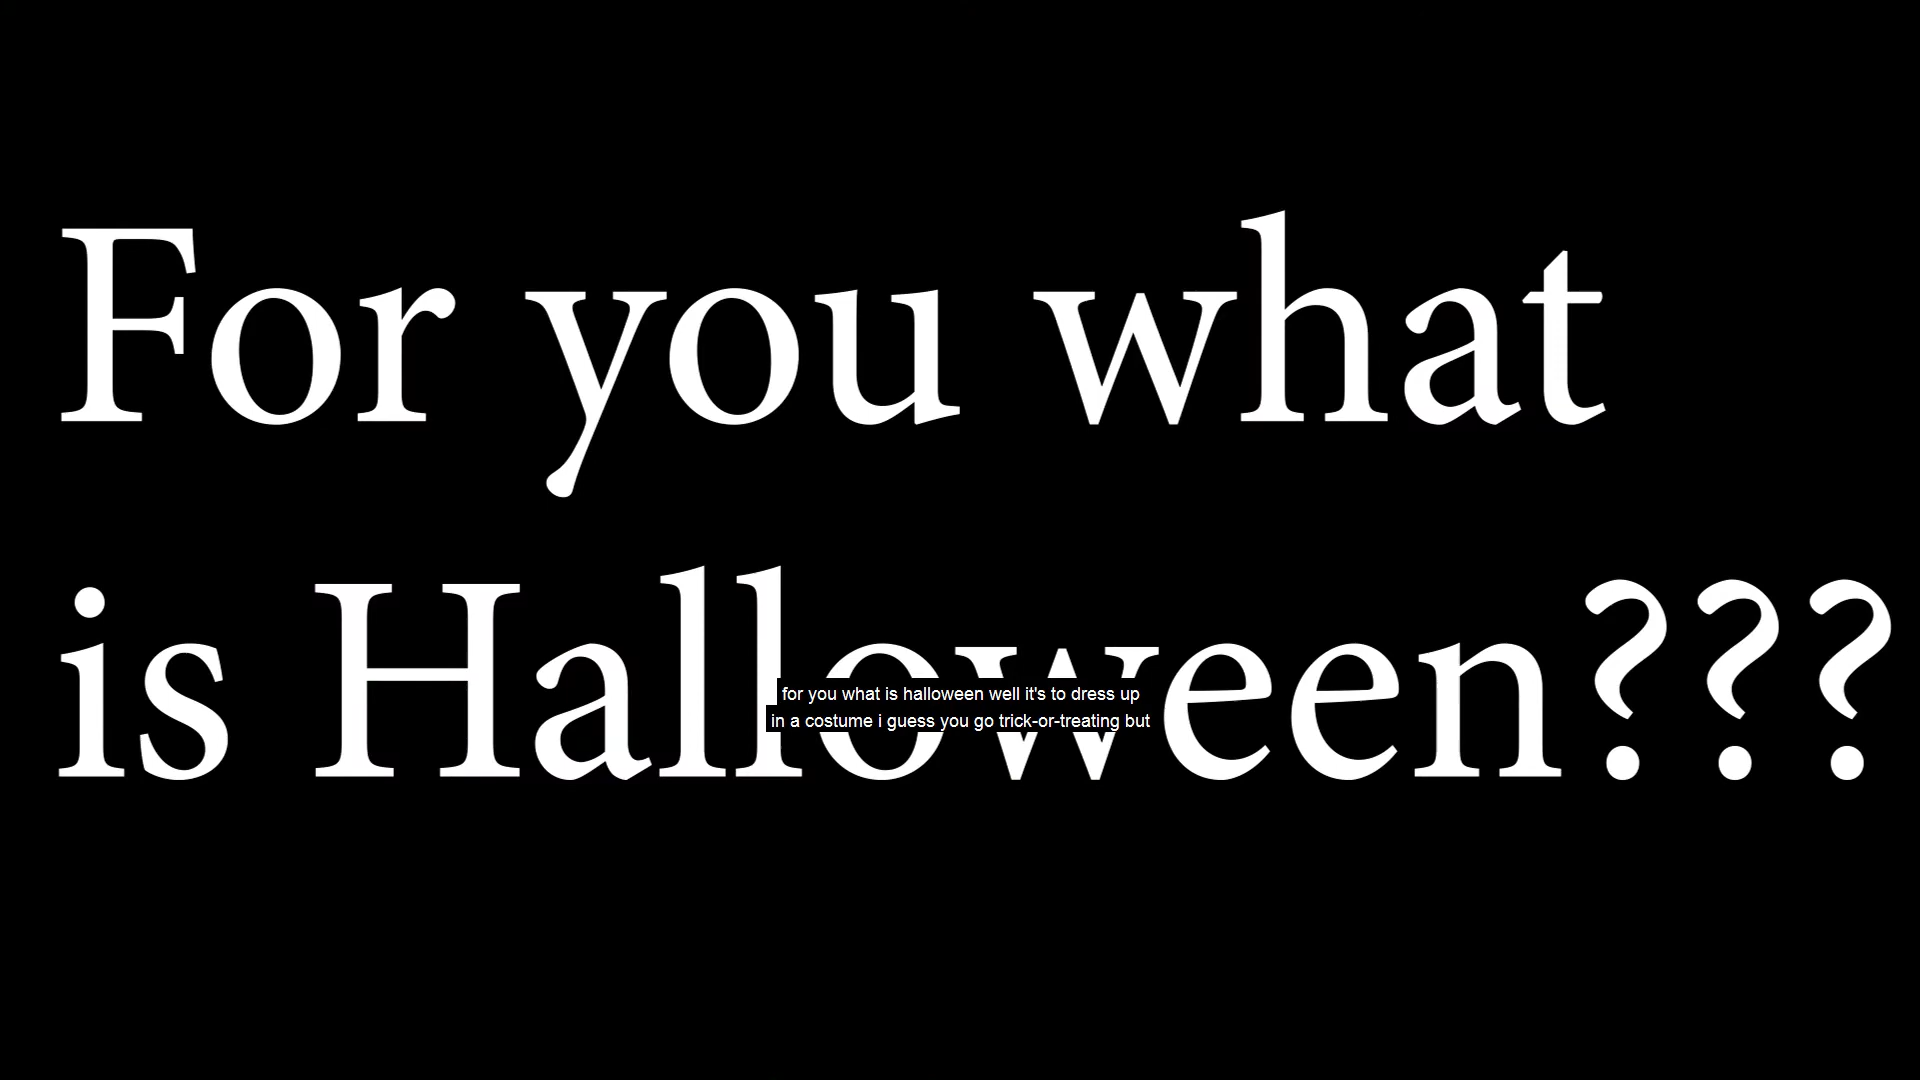 For you what
is Halloween???
for you what is halloween well it's to dress up
in a costume i guess you go trick-or-treating but